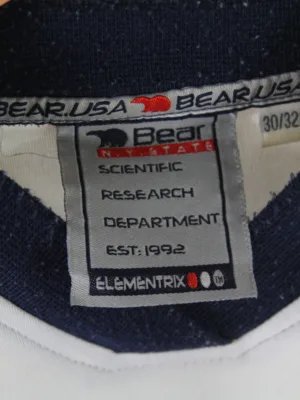 BEAR.USA BEAR.USA
30/32
Bear
N.Y. STATE
SCIENTIFIC
RESEARCH
DEPARTMENT
EST: 1992
ELEMENTRIX